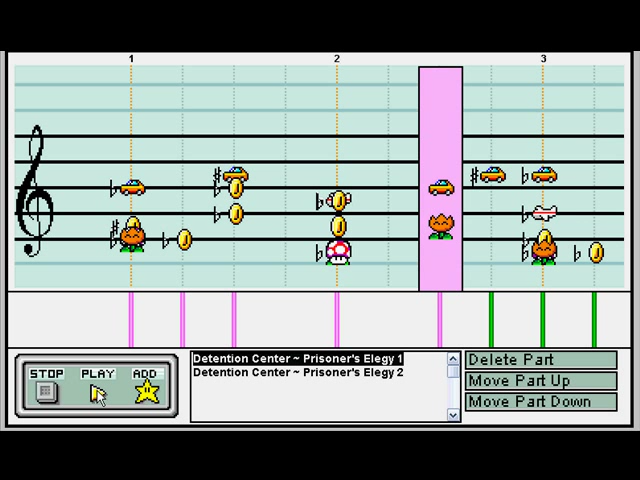 1 2 3
STOP PLAY ADD
Detention Center ~ Prisoner's Elegy 1
Detention Center ~ Prisoner's Elegy 2
Delete Part
Move Part Up
Move Part Down